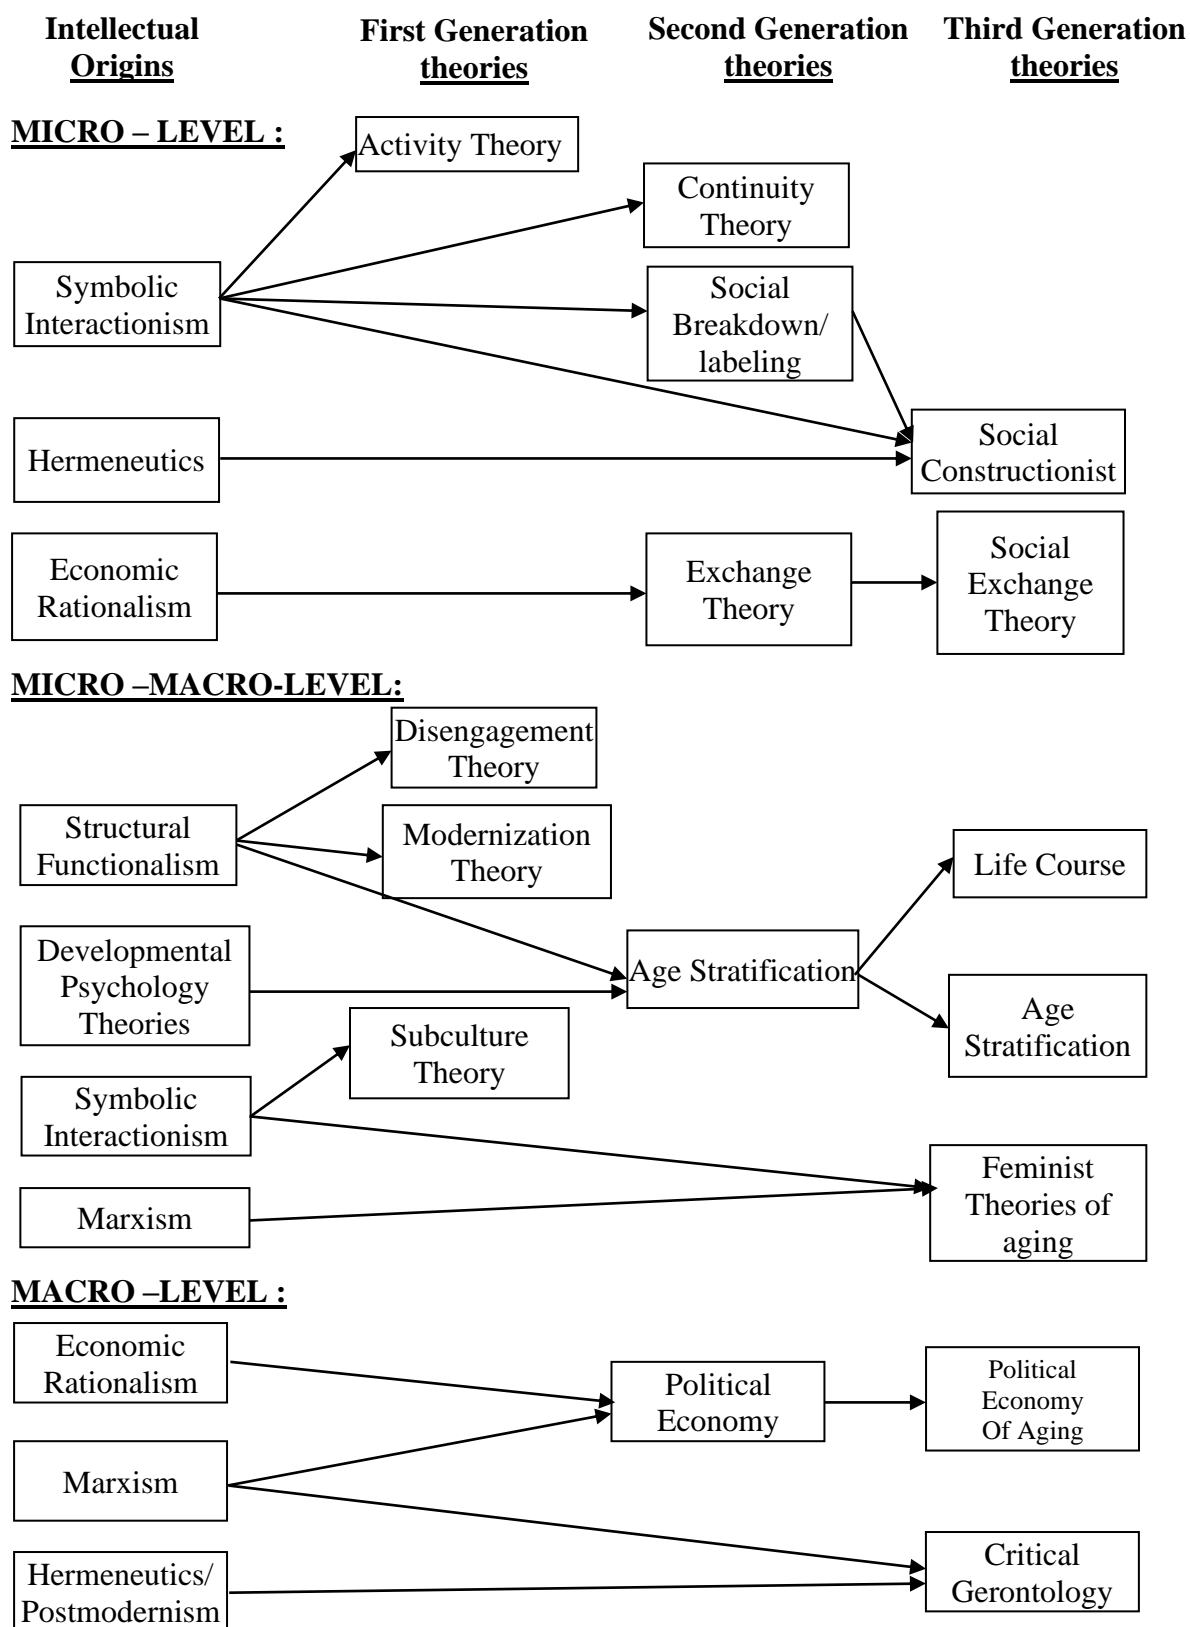 Intellectual
Origins
First Generation
theories
Second Generation
theories
Third Generation
theories
MICRO – LEVEL :
Activity Theory
Continuity
Theory
Symbolic
Interactionism
Social
Breakdown/
labeling
Hermeneutics
Social
Constructionist
Economic
Rationalism
Exchange
Theory
Social
Exchange
Theory
MICRO –MACRO-LEVEL:
Disengagement
Theory
Structural
Functionalism
Modernization
Theory
Life Course
Developmental
Psychology
Theories
Age Stratification
Age
Stratification
Subculture
Theory
Symbolic
Interactionism
Feminist
Theories of
aging
Marxism
MACRO –LEVEL :
Economic
Rationalism
Political
Economy
Political
Economy
Of Aging
Marxism
Critical
Gerontology
Hermeneutics/
Postmodernism